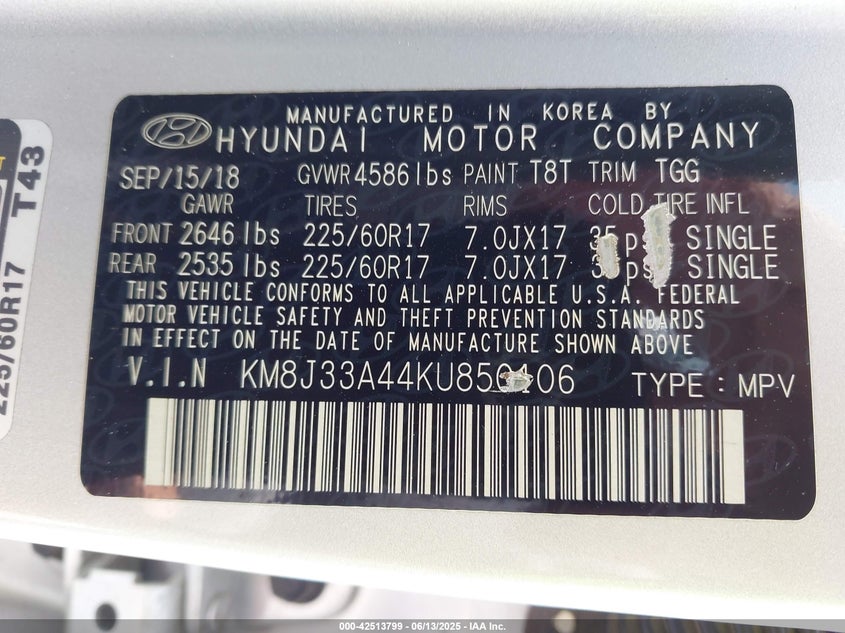 MANUFACTURED IN KOREA BY
HYUNDAI MOTOR COMPANY
SEP/15/18 GVWR 4586 lbs PAINT T8T TRIM TGG
GAWR TIRES RIMS COLD TIRE INFL
FRONT 2646 lbs 225/60R17 7.0JX17 35 psi SINGLE
REAR 2535 lbs 225/60R17 7.0JX17 SINGLE
THIS VEHICLE CONFORMS TO ALL APPLICABLE U.S.A. FEDERAL
MOTOR VEHICLE SAFETY AND THEFT PREVENTION STANDARDS
IN EFFECT ON THE DATE OF MANUFACTURE SHOWN ABOVE
V.I.N TYPE : MPV
225/60R17 T43
000-42513799 - 06/13/2025 - IAA Inc.